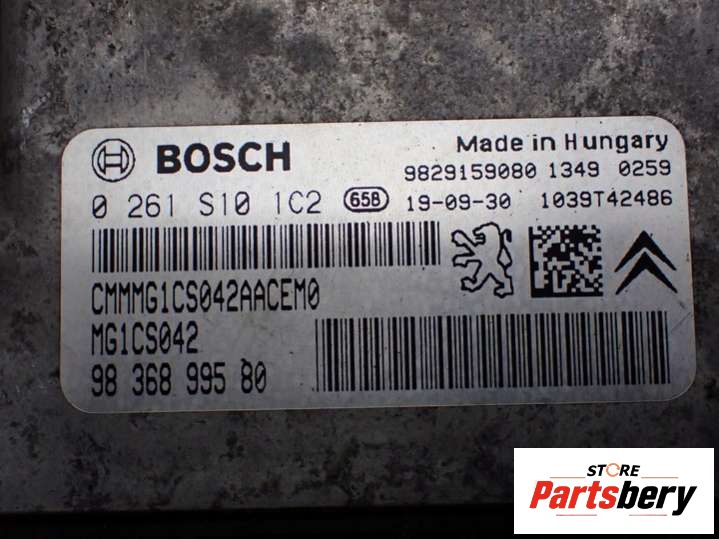 BOSCH
Made in Hungary
9829159080 1349 0259
0 261 S10 1C2 658 19-09-30 1039T42486
CMMMG1CS042AACEM0
MG1CS042
98 368 995 80
STORE
Partsbery